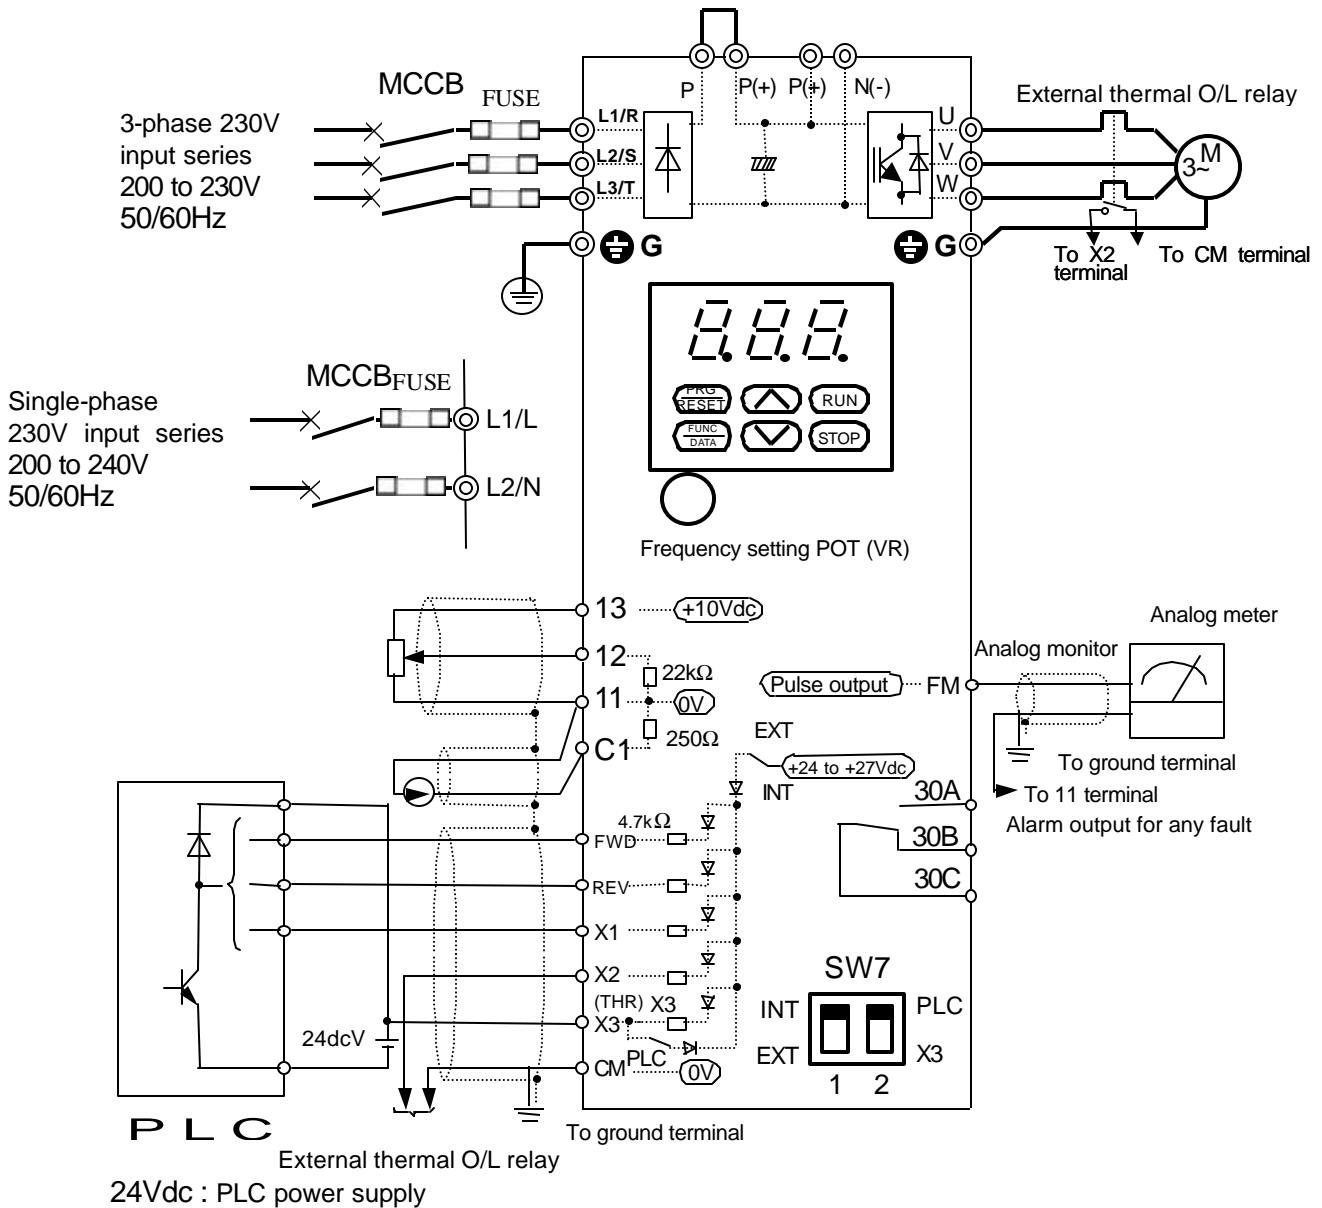 MCCB
FUSE
3-phase 230V
input series
200 to 230V
50/60Hz
P
P(+)
P(+)
N(-)
L1/R
L2/S
L3/T
U
V
W
G
G
External thermal O/L relay
M
3~
To X2
terminal
To CM terminal
PRG
RESET
RUN
FUNC
DATA
STOP
Frequency setting POT (VR)
MCCB
FUSE
Single-phase
230V input series
200 to 240V
50/60Hz
L1/L
L2/N
13
+10Vdc
12
22kΩ
11
0V
250Ω
C1
Pulse output
FM
Analog monitor
Analog meter
To ground terminal
To 11 terminal
Alarm output for any fault
EXT
+24 to +27Vdc
INT
30A
30B
30C
4.7kΩ
FWD
REV
X1
X2
(THR)
X3
X3
PLC
CM
0V
SW7
INT
PLC
EXT
X3
1
2
24dcV
PLC
To ground terminal
External thermal O/L relay
24Vdc : PLC power supply